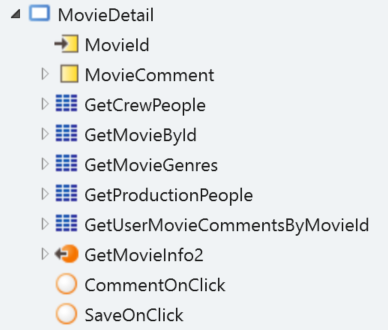 MovieDetail
MovieId
MovieComment
GetCrewPeople
GetMovieById
GetMovieGenres
GetProductionPeople
GetUserMovieCommentsByMovieId
GetMovieInfo2
CommentOnClick
SaveOnClick